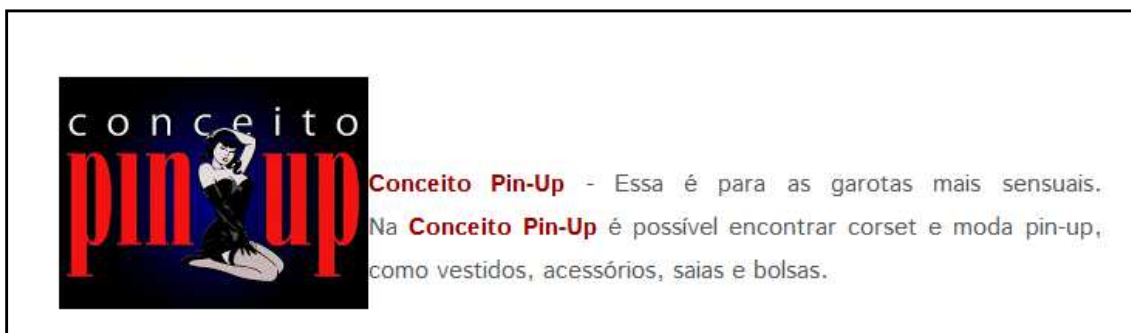 conceito
pin up
Conceito Pin-Up - Essa é para as garotas mais sensuais.
Na Conceito Pin-Up é possível encontrar corset e moda pin-up,
como vestidos, acessórios, saias e bolsas.